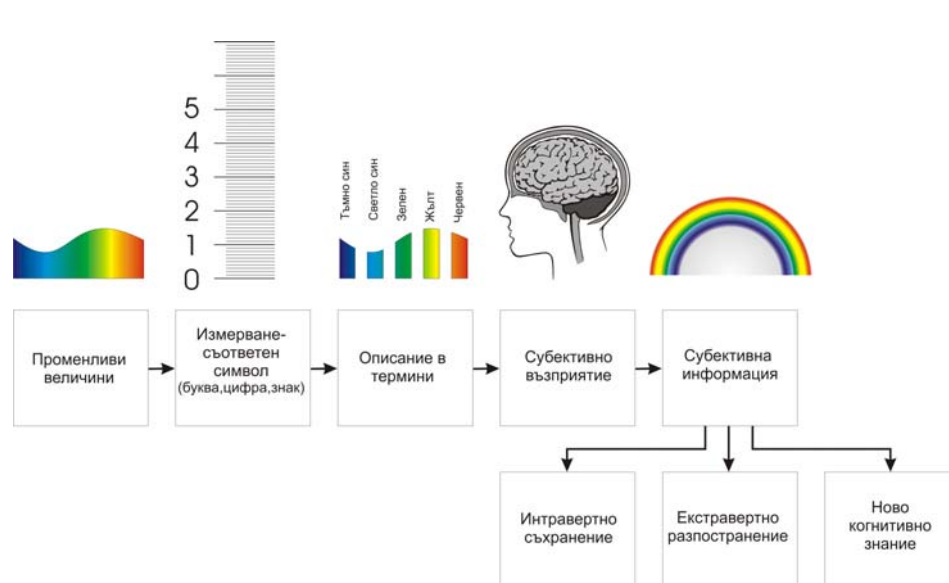 5
4
3
2
1
0
Тъмно син
Светло син
Зелен
Жълт
Червен
Променливи
величини
Измерване-
съответен
символ
(буква,цифра,знак)
Описание в
термини
Субективно
възприятие
Субективна
информация
Интравертно
съхранение
Екстравертно
разпостранение
Ново
когнитивно
знание